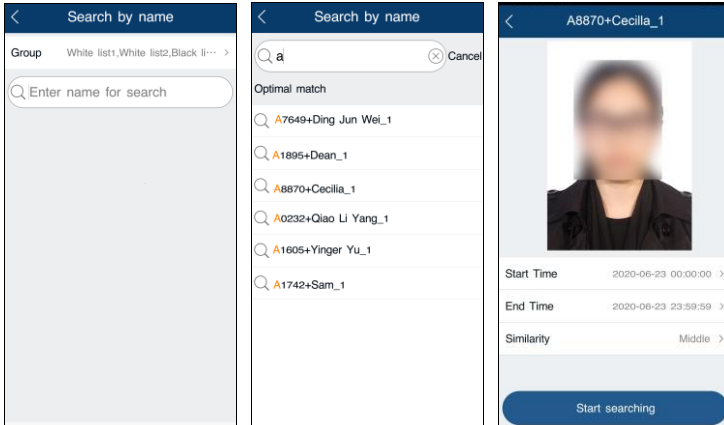 Search by name
Group White list1,White list2,Black li···
Enter name for search
Search by name
a Cancel
Optimal match
A7649+Ding Jun Wei_1
A1895+Dean_1
A8870+Cecilia_1
A0232+Qiao Li Yang_1
A1605+Yinger Yu_1
A1742+Sam_1
A8870+Cecilla_1
Start Time 2020-06-23 00:00:00
End Time 2020-06-23 23:59:59
Similarity Middle
Start searching